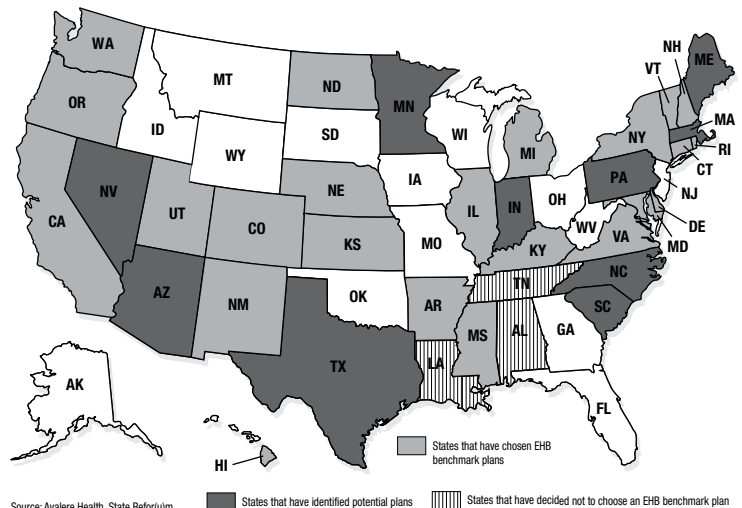 WA
OR
CA
NV
ID
MT
WY
UT
AZ
CO
NM
ND
SD
NE
KS
OK
TX
MN
IA
MO
AR
LA
WI
IL
MI
IN
OH
KY
TN
MS
AL
GA
FL
SC
NC
VA
WV
PA
NY
VT
NH
ME
MA
RI
CT
NJ
DE
MD
AK
HI
States that have chosen EHB
benchmark plans
Source: Avalere Health, State Refor(u)m
States that have identified potential plans
States that have decided not to choose an EHB benchmark plan